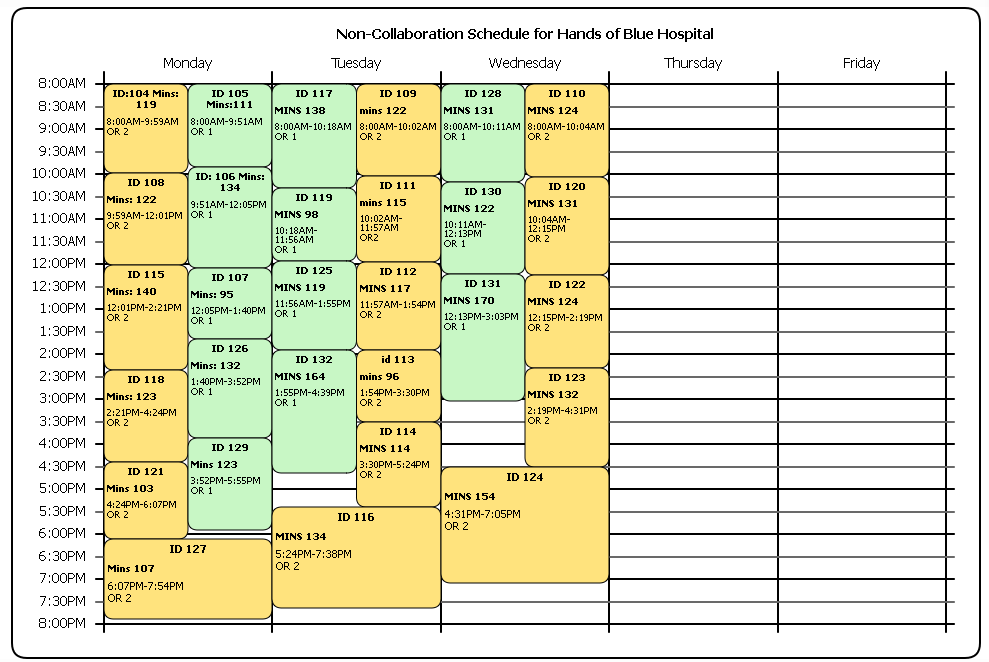 Non-Collaboration Schedule for Hands of Blue Hospital
Monday
Tuesday
Wednesday
Thursday
Friday
8:00AM
8:30AM
9:00AM
9:30AM
10:00AM
10:30AM
11:00AM
11:30AM
12:00PM
12:30PM
1:00PM
1:30PM
2:00PM
2:30PM
3:00PM
3:30PM
4:00PM
4:30PM
5:00PM
5:30PM
6:00PM
6:30PM
7:00PM
7:30PM
8:00PM
ID:104 Mins:
119
8:00AM-9:59AM
OR 2
ID 108
Mins: 122
9:59AM-12:01PM
OR 2
ID 115
Mins: 140
12:01PM-2:21PM
OR 2
ID 118
Mins: 123
2:21PM-4:24PM
OR 2
ID 121
Mins 103
4:24PM-6:07PM
OR 2
ID 127
Mins 107
6:07PM-7:54PM
OR 2
ID 105
Mins:111
8:00AM-9:51AM
OR 1
ID: 106 Mins:
134
9:51AM-12:05PM
OR 1
ID 107
Mins: 95
12:05PM-1:40PM
OR 1
ID 126
Mins: 132
1:40PM-3:52PM
OR 1
ID 129
Mins 123
3:52PM-5:55PM
OR 1
ID 117
MINS 138
8:00AM-10:18AM
OR 1
ID 119
MINS 98
10:18AM-
11:56AM
OR 1
ID 125
MINS 119
11:56AM-1:55PM
OR 1
ID 132
MINS 164
1:55PM-4:39PM
OR 1
ID 109
mins 122
8:00AM-10:02AM
OR 2
ID 111
mins 115
10:02AM-
11:57AM
OR2
ID 112
MINS 117
11:57AM-1:54PM
OR 2
id 113
mins 96
1:54PM-3:30PM
OR 2
ID 114
MINS 114
3:30PM-5:24PM
OR 2
ID 116
MINS 134
5:24PM-7:38PM
OR 2
ID 128
MINS 131
8:00AM-10:11AM
OR 1
ID 130
MINS 122
10:11AM-
12:13PM
OR 1
ID 131
MINS 170
12:13PM-3:03PM
OR 1
ID 110
MINS 124
8:00AM-10:04AM
OR 2
ID 120
MINS 131
10:04AM-
12:15PM
OR 2
ID 122
MINS 124
12:15PM-2:19PM
OR 2
ID 123
MINS 132
2:19PM-4:31PM
OR 2
ID 124
MINS 154
4:31PM-7:05PM
OR 2